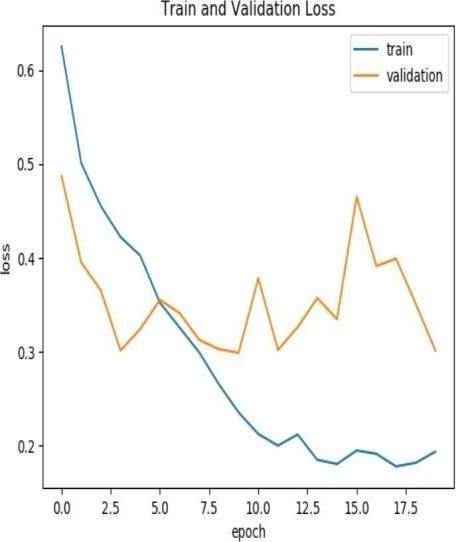 Train and Validation Loss
train
validation
0.6
0.5
0.4
0.3
0.2
loss
0.0 2.5 5.0 7.5 10.0 12.5 15.0 17.5
epoch